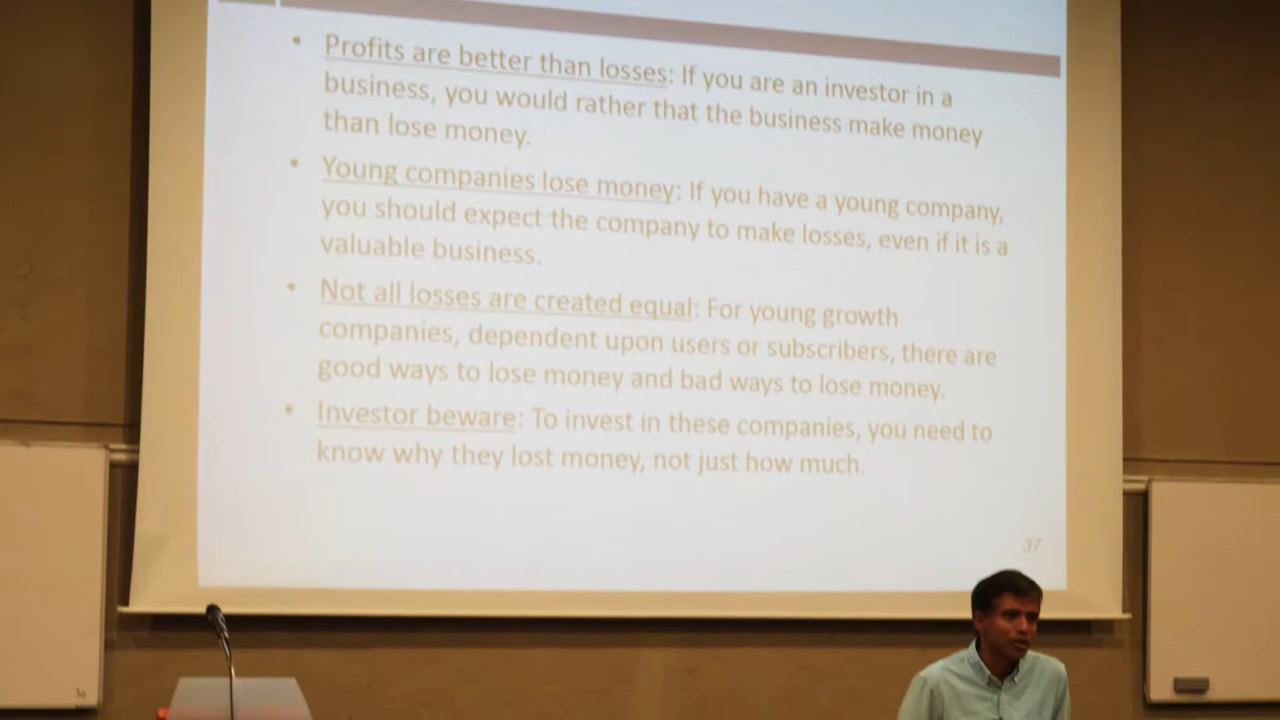 • Profits are better than losses: If you are an investor in a
business, you would rather that the business make money
than lose money.
• Young companies lose money: If you have a young company,
you should expect the company to make losses, even if it is a
valuable business.
• Not all losses are created equal: For young growth
companies, dependent upon users or subscribers, there are
good ways to lose money and bad ways to lose money.
• Investor beware: To invest in these companies, you need to
know why they lost money, not just how much.
37